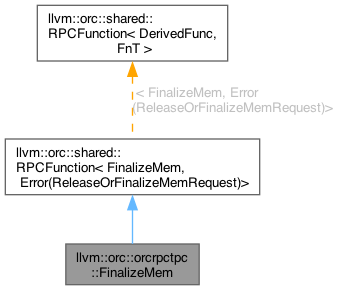 llvm::orc::shared::
RPCFunction< DerivedFunc,
FnT >
< FinalizeMem, Error
(ReleaseOrFinalizeMemRequest)>
llvm::orc::shared::
RPCFunction< FinalizeMem,
Error(ReleaseOrFinalizeMemRequest)>
llvm::orc::orcrpctpc
::FinalizeMem